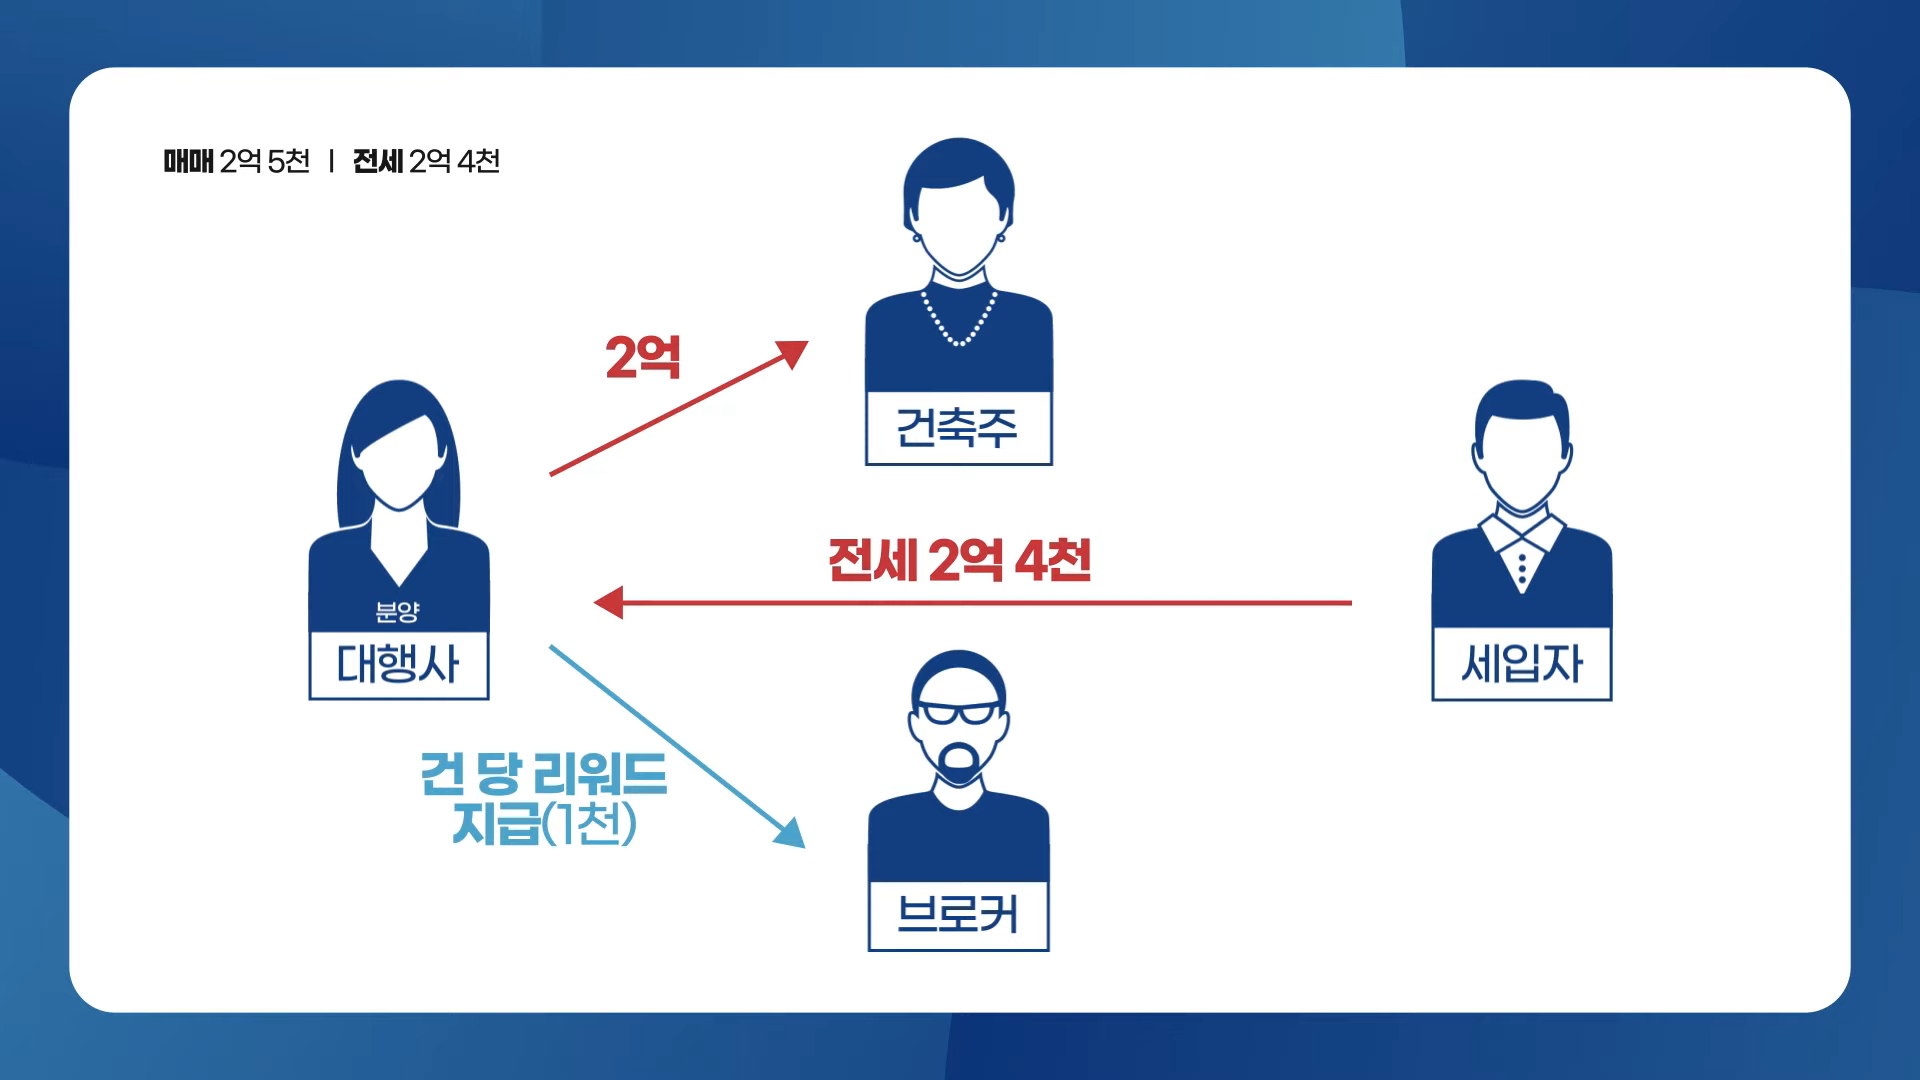 매매 2억 5천 | 전세 2억 4천
2억
건축주
전세 2억 4천
분양
대행사
세입자
건 당 리워드
지급(1천)
브로커